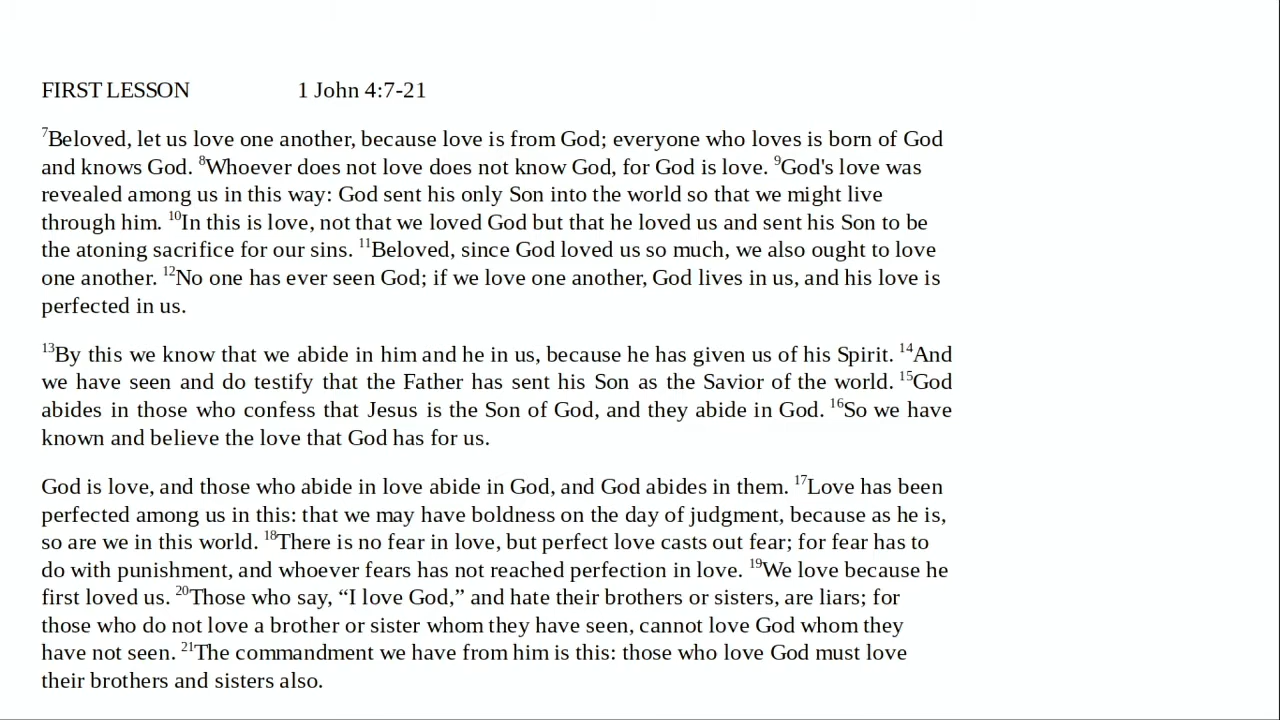 FIRST LESSON 1 John 4:7-21
7Beloved, let us love one another, because love is from God; everyone who loves is born of God
and knows God. 8Whoever does not love does not know God, for God is love. 9God's love was
revealed among us in this way: God sent his only Son into the world so that we might live
through him. 10In this is love, not that we loved God but that he loved us and sent his Son to be
the atoning sacrifice for our sins. 11Beloved, since God loved us so much, we also ought to love
one another. 12No one has ever seen God; if we love one another, God lives in us, and his love is
perfected in us.
13By this we know that we abide in him and he in us, because he has given us of his Spirit. 14And
we have seen and do testify that the Father has sent his Son as the Savior of the world. 15God
abides in those who confess that Jesus is the Son of God, and they abide in God. 16So we have
known and believe the love that God has for us.
God is love, and those who abide in love abide in God, and God abides in them. 17Love has been
perfected among us in this: that we may have boldness on the day of judgment, because as he is,
so are we in this world. 18There is no fear in love, but perfect love casts out fear; for fear has to
do with punishment, and whoever fears has not reached perfection in love. 19We love because he
first loved us. 20Those who say, “I love God,” and hate their brothers or sisters, are liars; for
those who do not love a brother or sister whom they have seen, cannot love God whom they
have not seen. 21The commandment we have from him is this: those who love God must love
their brothers and sisters also.